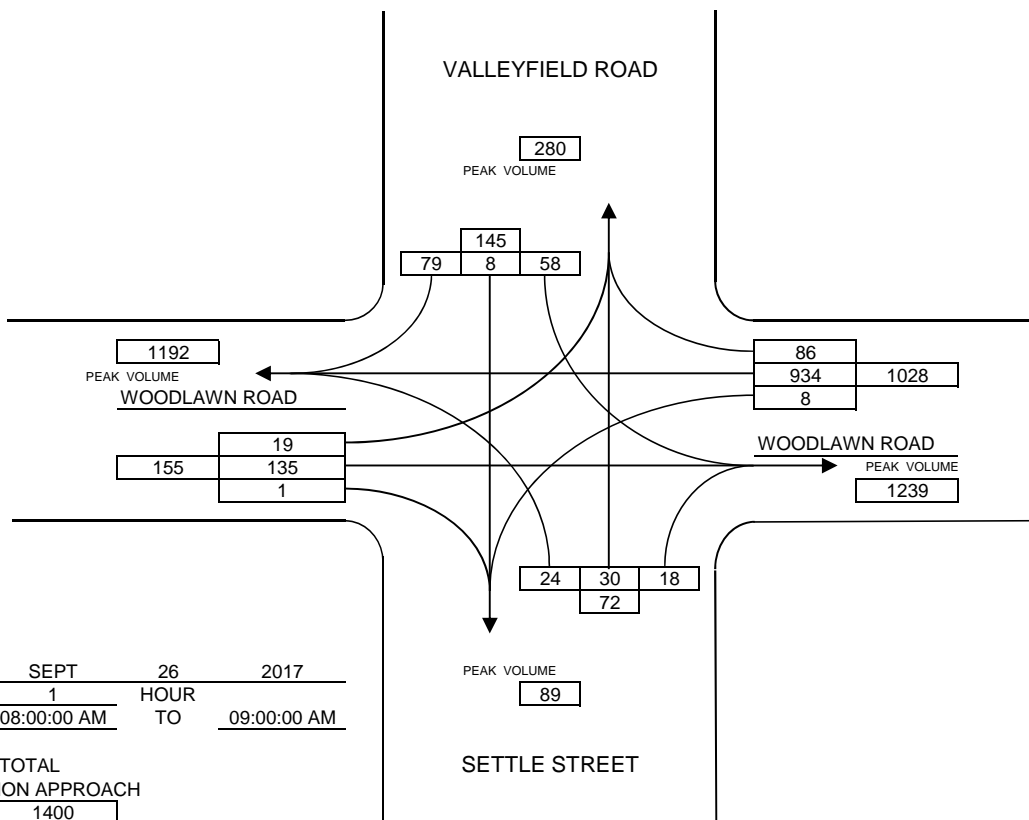 VALLEYFIELD ROAD
280
PEAK VOLUME
145
79 8 58
1192
PEAK VOLUME
WOODLAWN ROAD
86
934 1028
8
19
155 135
1
WOODLAWN ROAD
PEAK VOLUME
1239
24 30 18
72
PEAK VOLUME
89
SETTLE STREET
SEPT 26 2017
1 HOUR
08:00:00 AM TO 09:00:00 AM
TOTAL
ION APPROACH
1400